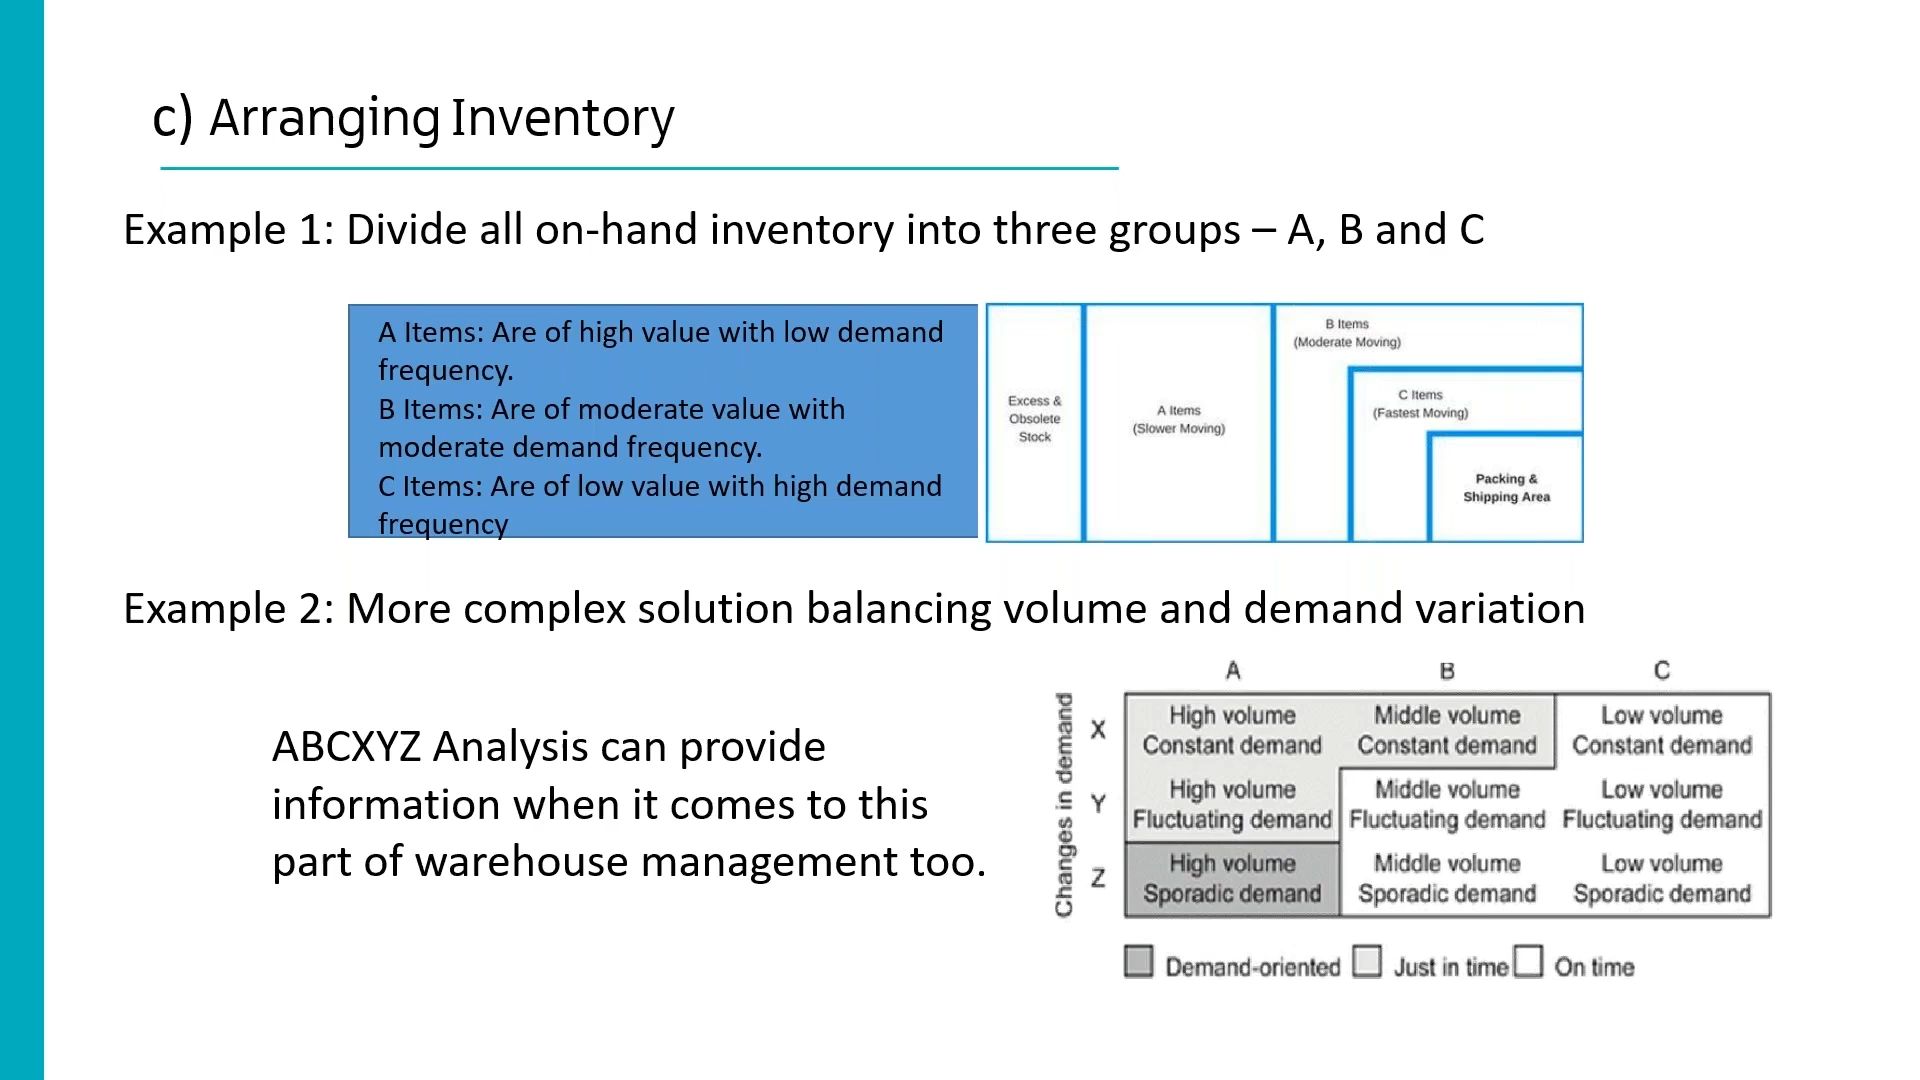 c) Arranging Inventory
Example 1: Divide all on-hand inventory into three groups – A, B and C
A Items: Are of high value with low demand
frequency.
B Items: Are of moderate value with
moderate demand frequency.
C Items: Are of low value with high demand
frequency
Excess &
Obsolete
Stock
A Items
(Slower Moving)
B Items
(Moderate Moving)
C Items
(Fastest Moving)
Packing &
Shipping Area
Example 2: More complex solution balancing volume and demand variation
ABCXYZ Analysis can provide
information when it comes to this
part of warehouse management too.
A B C
Changes in demand
X
High volume Middle volume Low volume
Constant demand Constant demand Constant demand
Y
High volume Middle volume Low volume
Fluctuating demand Fluctuating demand Fluctuating demand
Z
High volume Middle volume Low volume
Sporadic demand Sporadic demand Sporadic demand
Demand-oriented Just in time On time